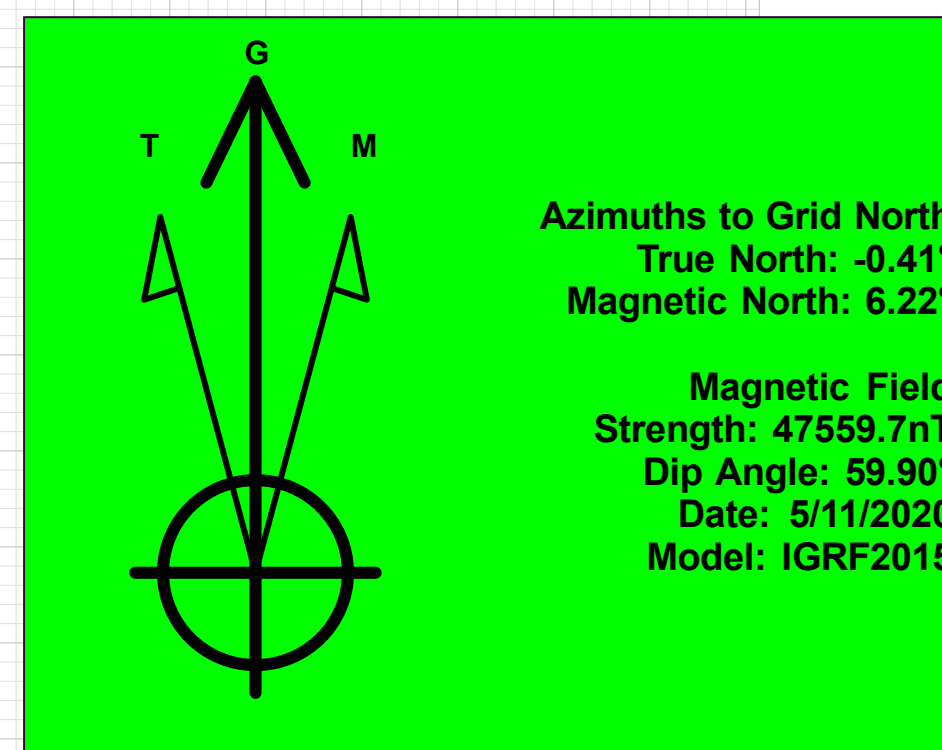 G
T
M
Azimuths to Grid North
True North: -0.41°
Magnetic North: 6.22°
Magnetic Field
Strength: 47559.7nT
Dip Angle: 59.90°
Date: 5/11/2020
Model: IGRF2015